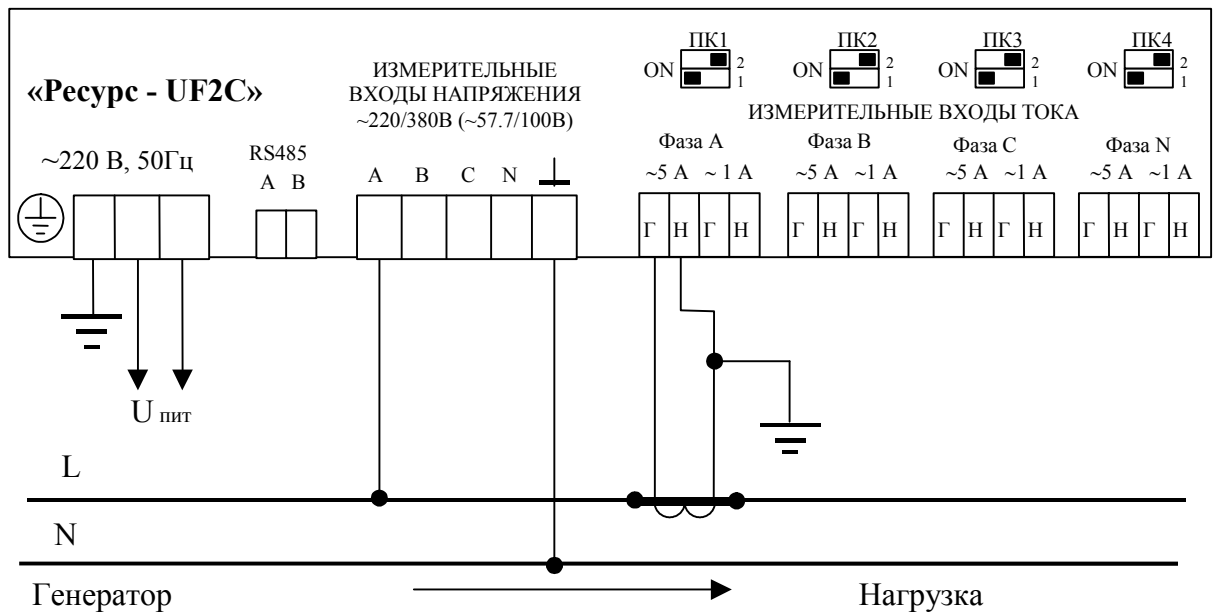 ПК1 ПК2 ПК3 ПК4
ON 2 ON 2 ON 2 ON 2
1 1 1 1
«Ресурс - UF2C»
ИЗМЕРИТЕЛЬНЫЕ
ВХОДЫ НАПРЯЖЕНИЯ
~220/380В (~57.7/100В)
ИЗМЕРИТЕЛЬНЫЕ ВХОДЫ ТОКА
Фаза А Фаза В Фаза С Фаза N
~220 В, 50Гц
RS485
A B
A B C N
~5 А ~ 1 А ~5 А ~1 А ~5 А ~1 А ~5 А ~1 А
Г Н Г Н Г Н Г Н Г Н Г Н Г Н Г Н
U пит
L
N
Генератор Нагрузка